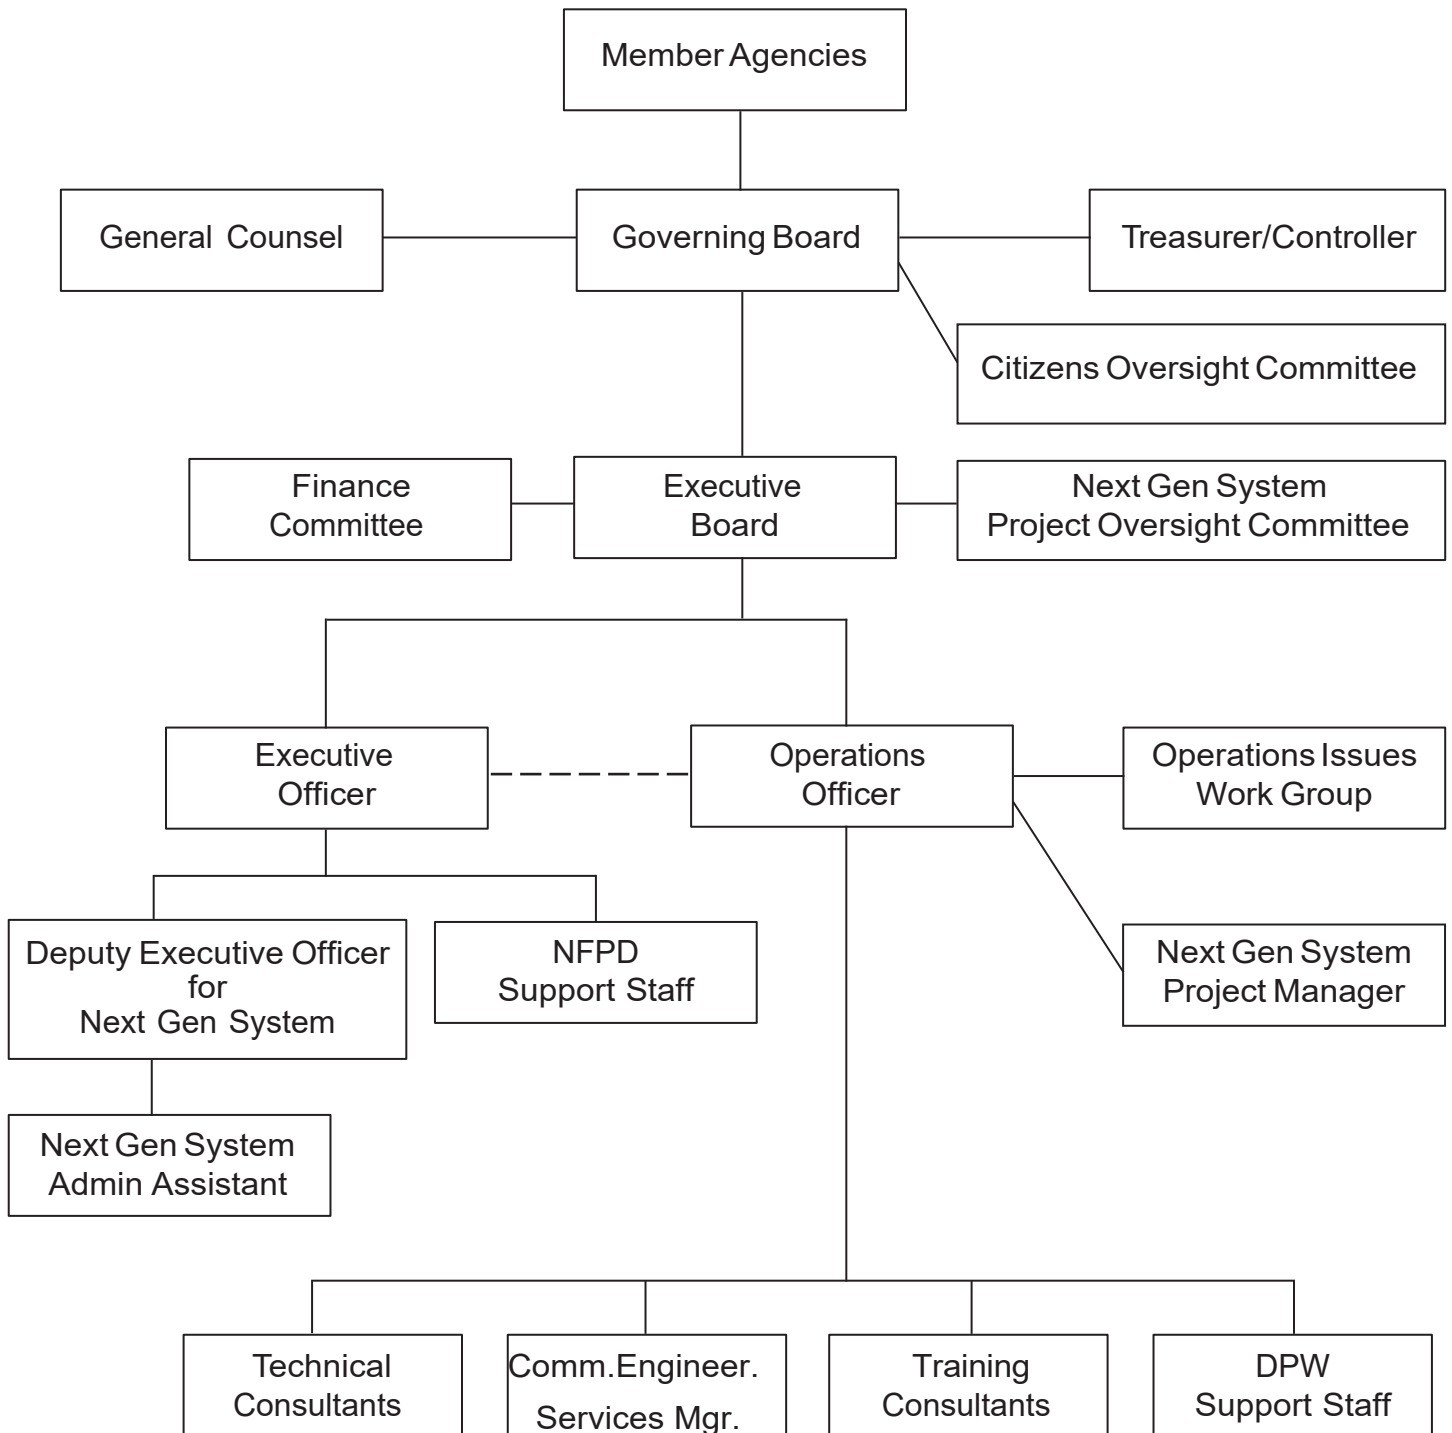 Member Agencies
General Counsel
Governing Board
Treasurer/Controller
Citizens Oversight Committee
Finance
Committee
Executive
Board
Next Gen System
Project Oversight Committee
Executive
Officer
Operations
Officer
Operations Issues
Work Group
Deputy Executive Officer
for
Next Gen System
NFPD
Support Staff
Next Gen System
Project Manager
Next Gen System
Admin Assistant
Technical
Consultants
Comm.Engineer.
Services Mgr.
Training
Consultants
DPW
Support Staff